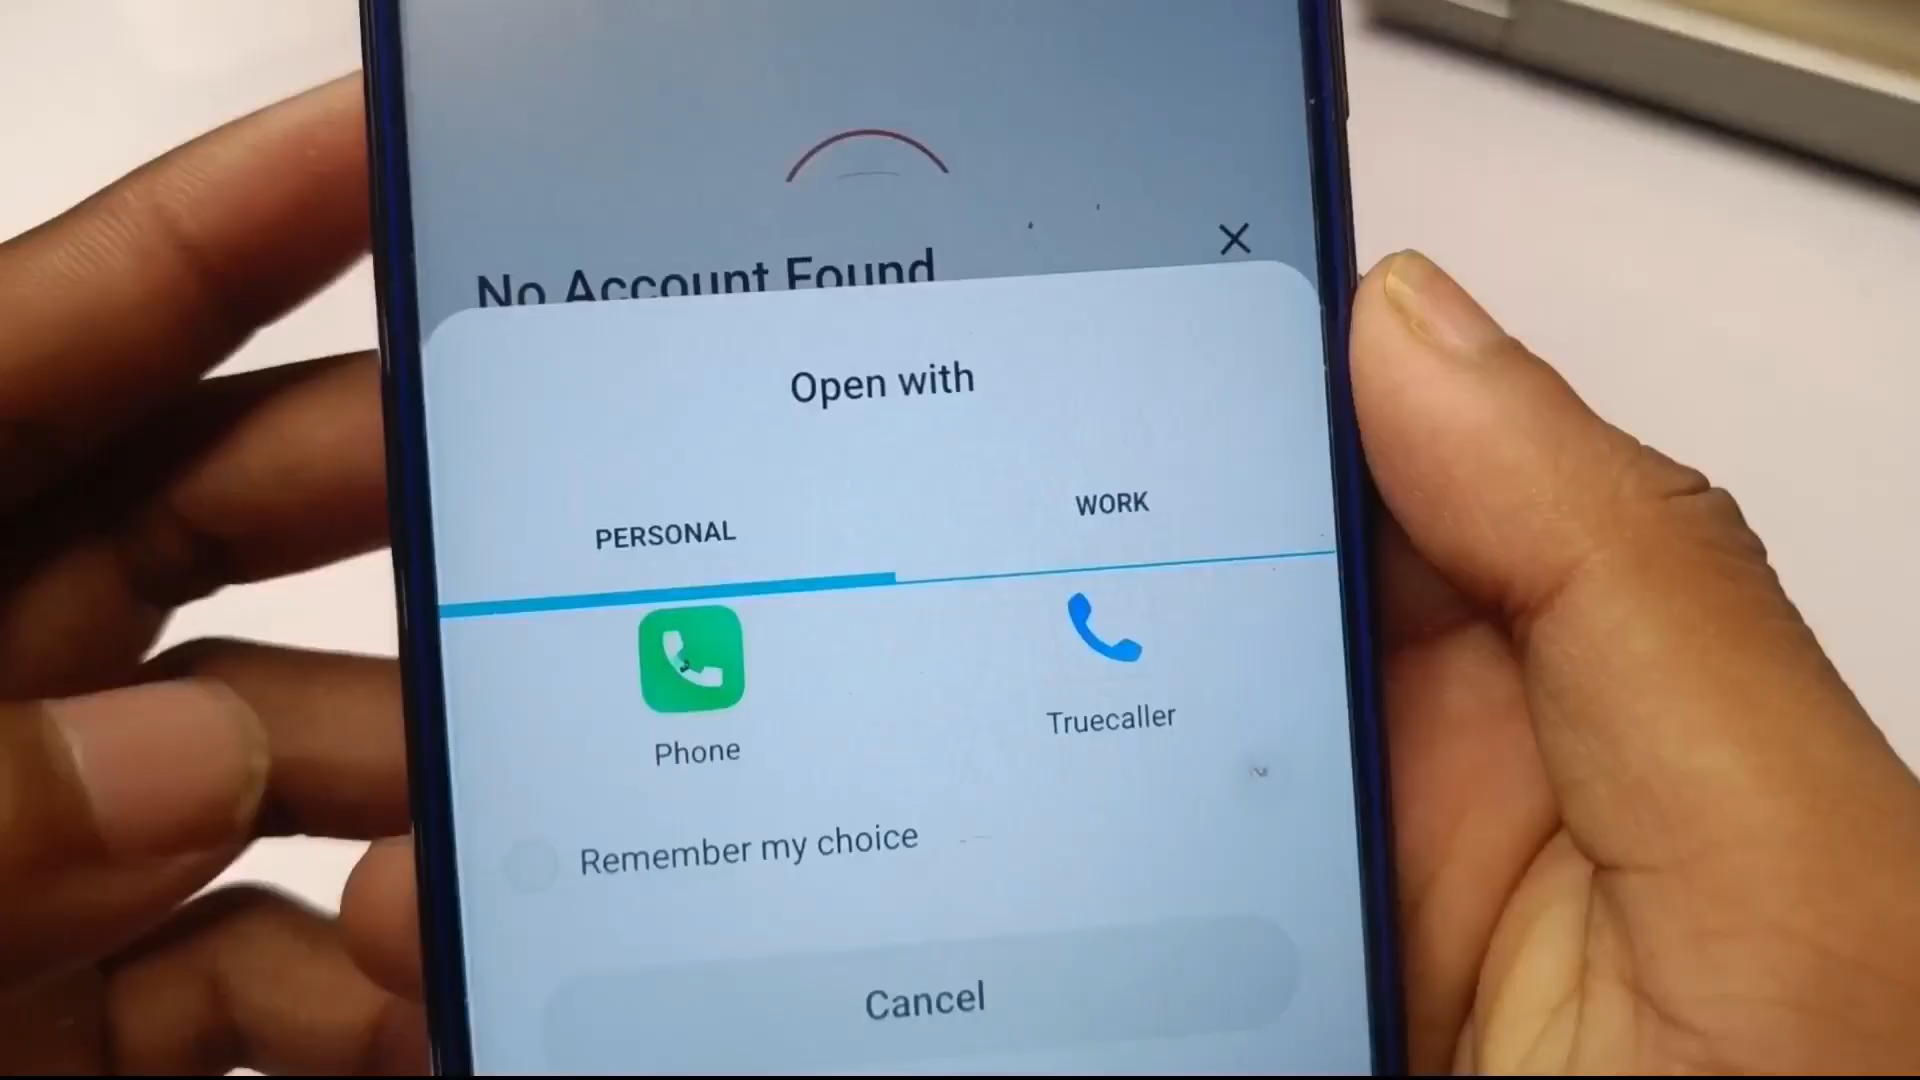 No Account Found
Open with
PERSONAL
WORK
Phone
Truecaller
Remember my choice
Cancel